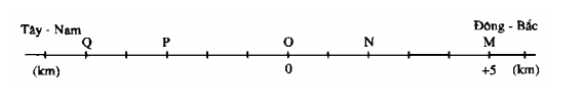 Tây - Nam Đông - Bắc
Q P O N M
(km) 0 +5 (km)